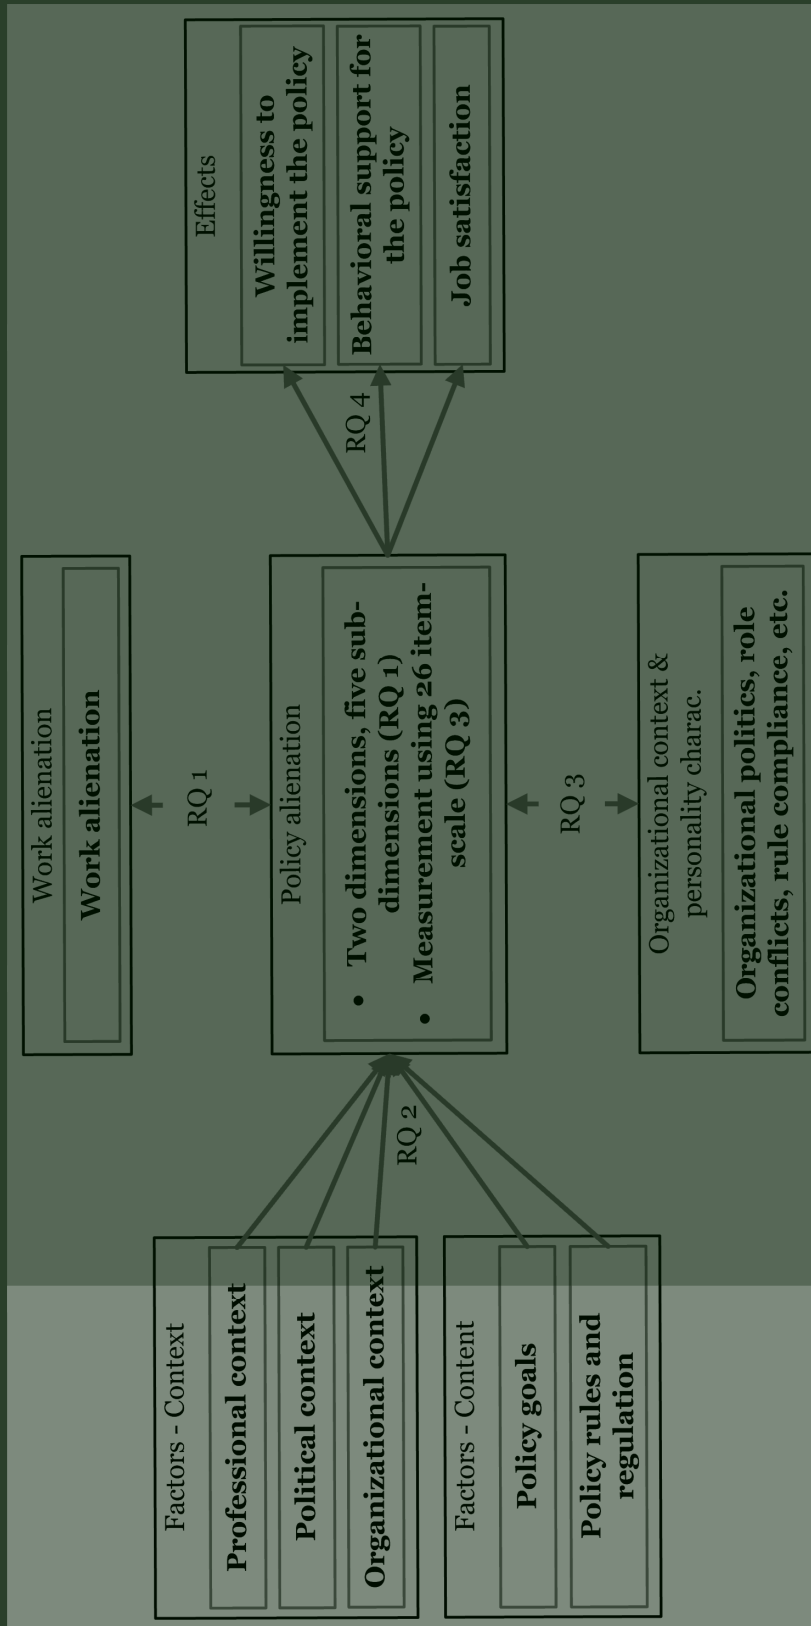 Factors - Context
Professional context
Political context
Organizational context
Factors - Content
Policy goals
Policy rules and
regulation
RQ 2
Work alienation
Work alienation
RQ 1
Policy alienation
• Two dimensions, five sub-
dimensions (RQ 1)
• Measurement using 26 item-
scale (RQ 3)
RQ 3
Organizational context &
personality charac.
Organizational politics, role
conflicts, rule compliance, etc.
RQ 4
Effects
Willingness to
implement the policy
Behavioral support for
the policy
Job satisfaction